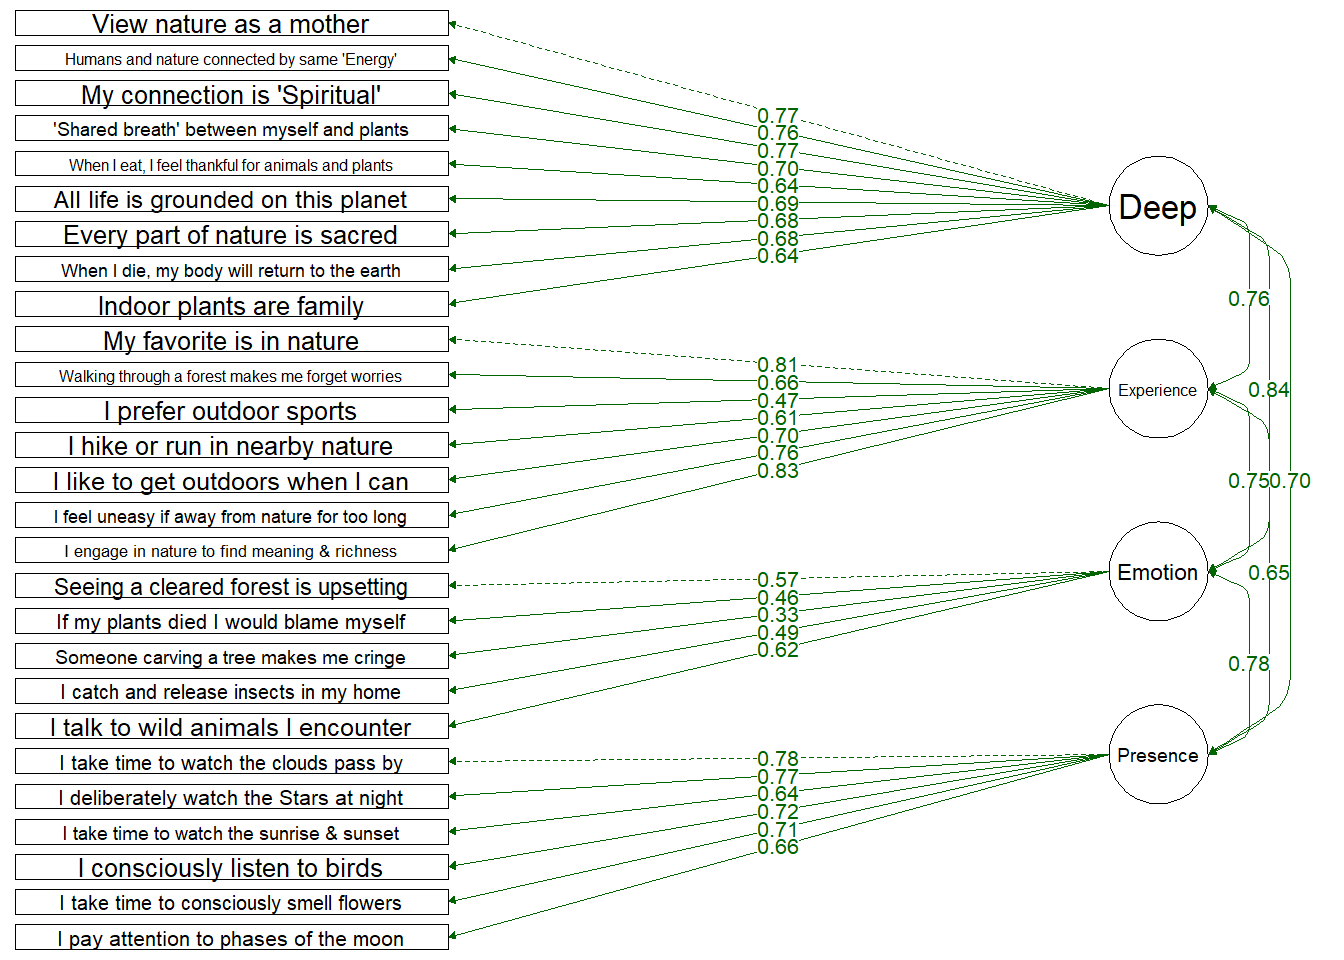 View nature as a mother
Humans and nature connected by same 'Energy'
My connection is 'Spiritual'
'Shared breath' between myself and plants
When I eat, I feel thankful for animals and plants
All life is grounded on this planet
Every part of nature is sacred
When I die, my body will return to the earth
Indoor plants are family
My favorite is in nature
Walking through a forest makes me forget worries
I prefer outdoor sports
I hike or run in nearby nature
I like to get outdoors when I can
I feel uneasy if away from nature for too long
I engage in nature to find meaning & richness
Seeing a cleared forest is upsetting
If my plants died I would blame myself
Someone carving a tree makes me cringe
I catch and release insects in my home
I talk to wild animals I encounter
I take time to watch the clouds pass by
I deliberately watch the Stars at night
I take time to watch the sunrise & sunset
I consciously listen to birds
I take time to consciously smell flowers
I pay attention to phases of the moon
0.77
0.76
0.77
0.70
0.64
0.69
0.68
0.68
0.64
0.81
0.66
0.47
0.61
0.70
0.76
0.83
0.57
0.46
0.33
0.49
0.62
0.78
0.77
0.64
0.72
0.71
0.66
Deep
Experience
Emotion
Presence
0.76
0.84
0.75
0.70
0.65
0.78